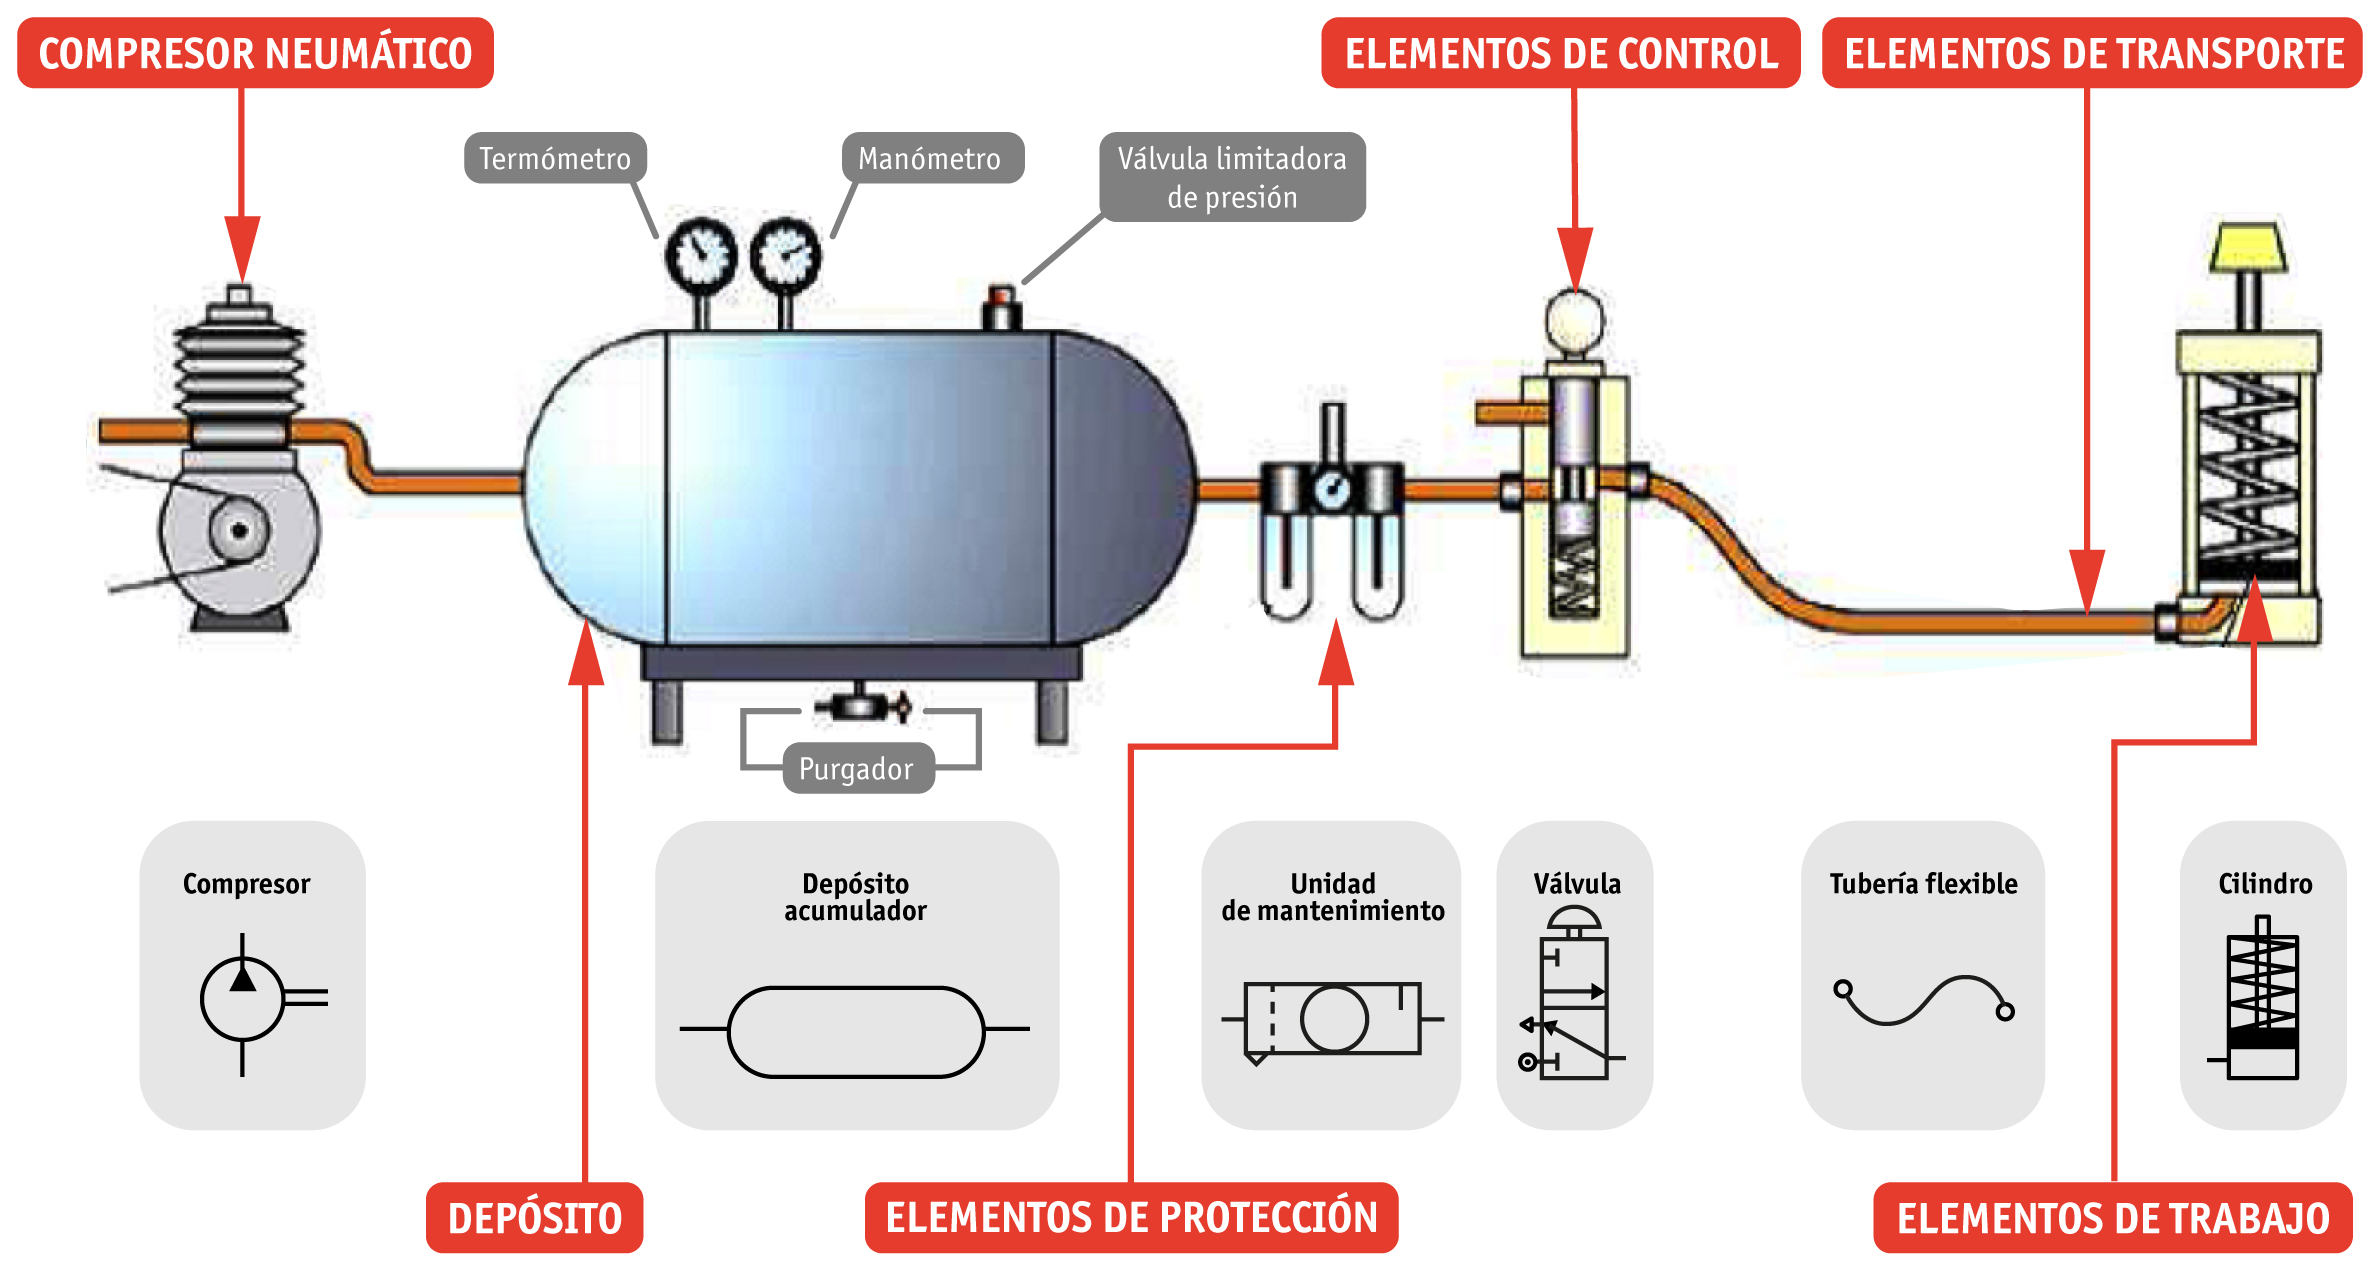 COMPRESOR NEUMÁTICO
ELEMENTOS DE CONTROL
ELEMENTOS DE TRANSPORTE
Termómetro
Manómetro
Válvula limitadora
de presión
Purgador
Compresor
Depósito
acumulador
Unidad
de mantenimiento
Válvula
Tubería flexible
Cilindro
DEPÓSITO
ELEMENTOS DE PROTECCIÓN
ELEMENTOS DE TRABAJO